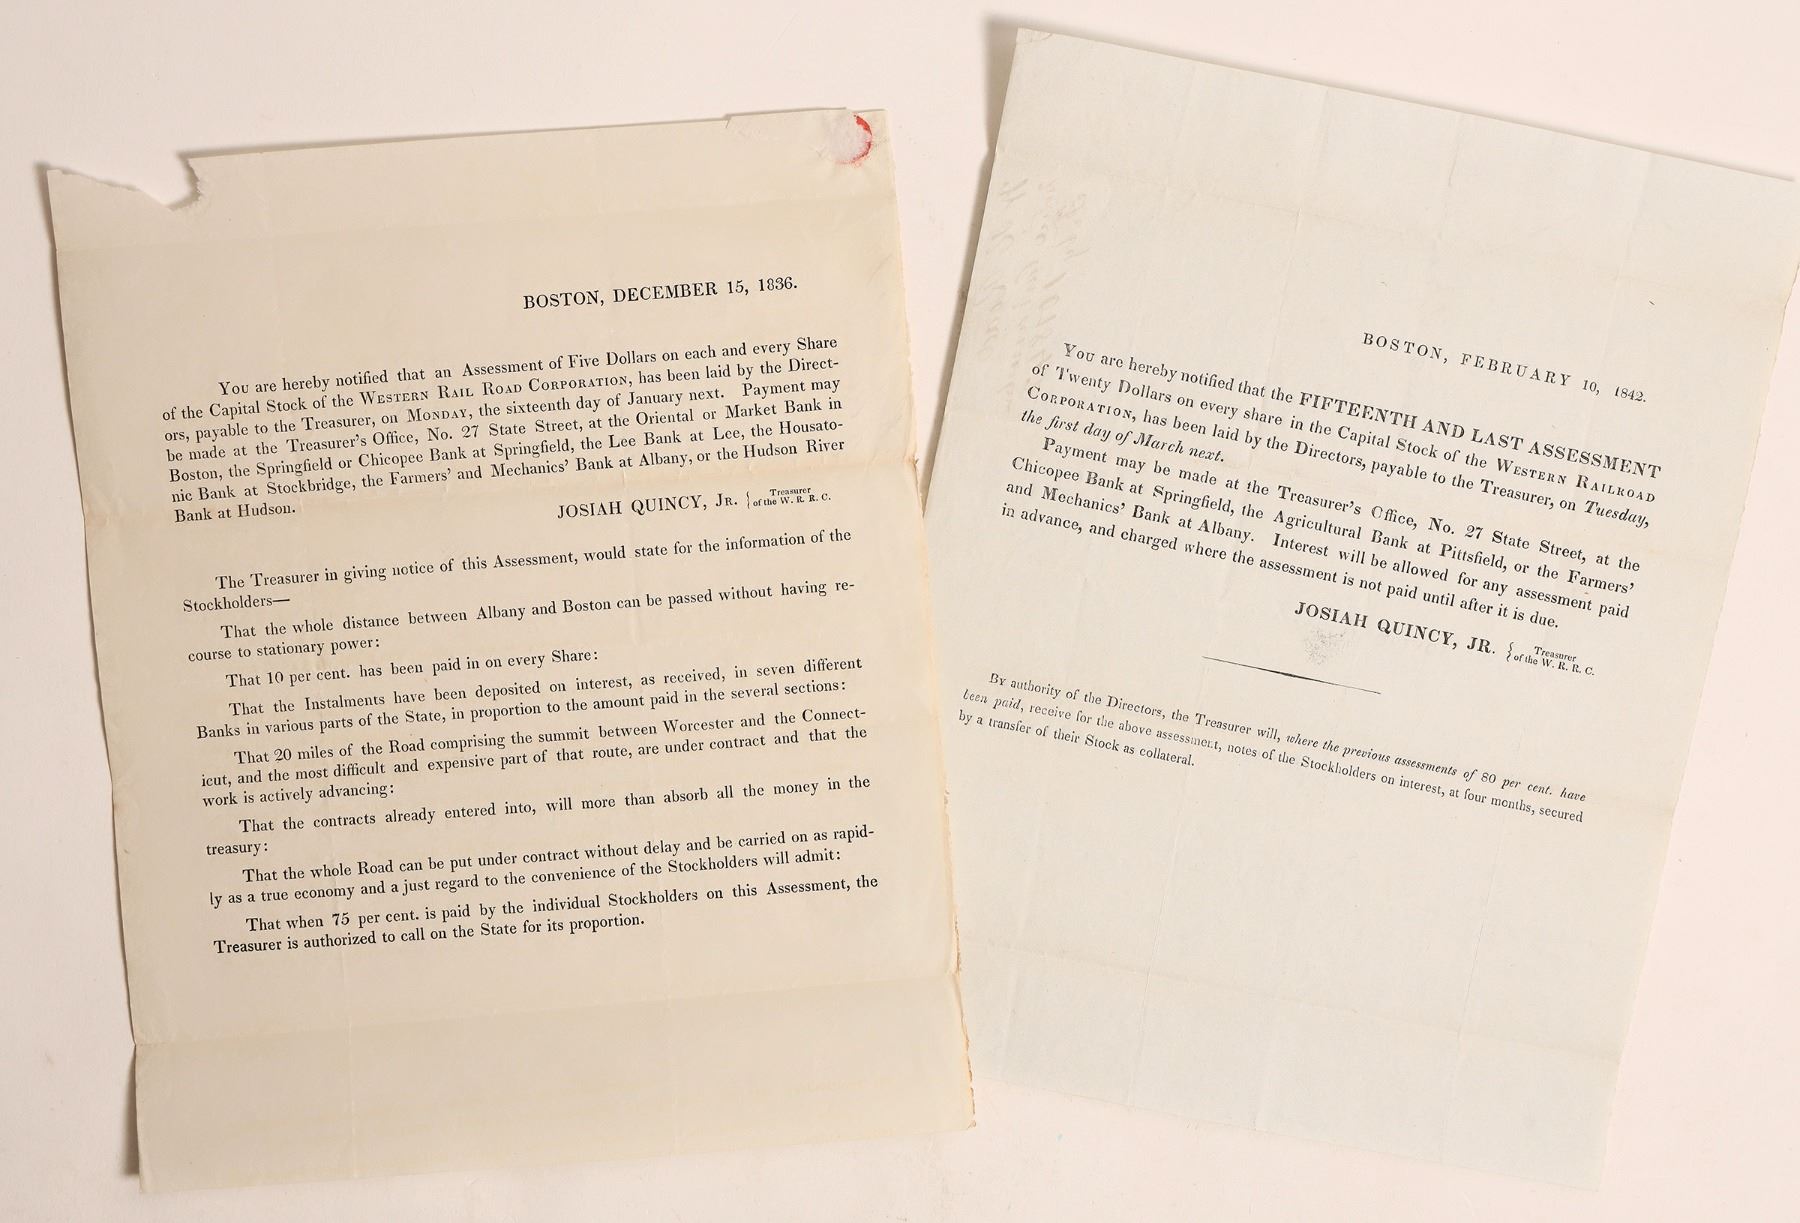 BOSTON, DECEMBER 15, 1836.
You are hereby notified that an Assessment of Five Dollars on each and every Share
of the Capital Stock of the WESTERN RAIL ROAD CORPORATION, has been laid by the Direct-
ors, payable to the Treasurer, on MONDAY, the sixteenth day of January next. Payment may
be made at the Treasurer's Office, No. 27 State Street, at the Oriental or Market Bank in
Boston, the Springfield or Chicopee Bank at Springfield, the Lee Bank at Lee, the Housato-
nic Bank at Stockbridge, the Farmers' and Mechanics' Bank at Albany, or the Hudson River
Bank at Hudson.
JOSIAH QUINCY, JR. { Treasurer
of the W. R. R. C.
The Treasurer in giving notice of this Assessment, would state for the information of the
Stockholders—
That the whole distance between Albany and Boston can be passed without having re-
course to stationary power:
That 10 per cent. has been paid in on every Share:
That the Instalments have been deposited on interest, as received, in seven different
Banks in various parts of the State, in proportion to the amount paid in the several sections:
That 20 miles of the Road comprising the summit between Worcester and the Connect-
icut, and the most difficult and expensive part of that route, are under contract and that the
work is actively advancing:
That the contracts already entered into, will more than absorb all the money in the
treasury:
That the whole Road can be put under contract without delay and be carried on as rapid-
ly as a true economy and a just regard to the convenience of the Stockholders will admit:
That when 75 per cent. is paid by the individual Stockholders on this Assessment, the
Treasurer is authorized to call on the State for its proportion.
BOSTON, FEBRUARY 10, 1842.
You are hereby notified that the FIFTEENTH AND LAST ASSESSMENT
of Twenty Dollars on every share in the Capital Stock of the WESTERN RAILROAD
CORPORATION, has been laid by the Directors, payable to the Treasurer, on Tuesday,
the first day of March next.
Payment may be made at the Treasurer's Office, No. 27 State Street, at the
Chicopee Bank at Springfield, the Agricultural Bank at Pittsfield, or the Farmers'
and Mechanics' Bank at Albany. Interest will be allowed for any assessment paid
in advance, and charged where the assessment is not paid until after it is due.
JOSIAH QUINCY, JR. { Treasurer
of the W. R. R. C.
By authority of the Directors, the Treasurer will, where the previous assessments of 80 per cent. have
been paid, receive for the above assessment, notes of the Stockholders on interest, at four months, secured
by a transfer of their Stock as collateral.